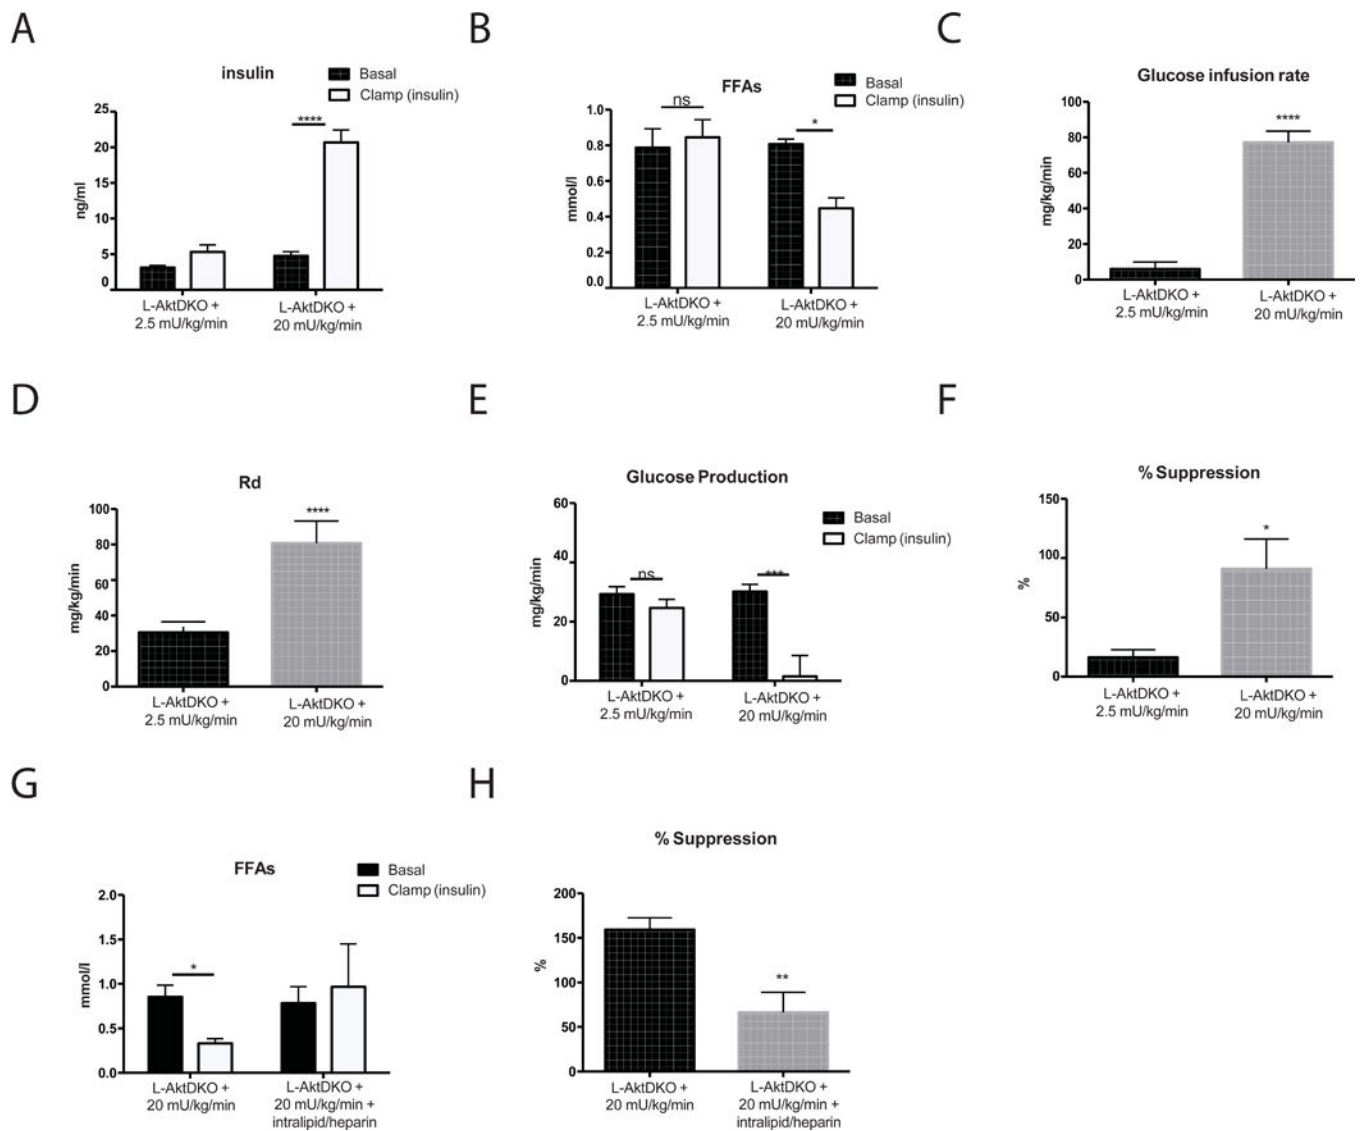 A
insulin
Basal
Clamp (insulin)
ng/ml
25
20
15
10
5
0
****
L-AktDKO +
2.5 mU/kg/min
L-AktDKO +
20 mU/kg/min
B
FFAs
Basal
Clamp (insulin)
mmol/l
1.0
0.8
0.6
0.4
0.2
0.0
ns
*
L-AktDKO +
2.5 mU/kg/min
L-AktDKO +
20 mU/kg/min
C
Glucose infusion rate
mg/kg/min
100
80
60
40
20
0
****
L-AktDKO +
2.5 mU/kg/min
L-AktDKO +
20 mU/kg/min
D
Rd
mg/kg/min
100
80
60
40
20
0
****
L-AktDKO +
2.5 mU/kg/min
L-AktDKO +
20 mU/kg/min
E
Glucose Production
Basal
Clamp (insulin)
mg/kg/min
60
40
20
0
ns
***
L-AktDKO +
2.5 mU/kg/min
L-AktDKO +
20 mU/kg/min
F
% Suppression
%
150
100
50
0
*
L-AktDKO +
2.5 mU/kg/min
L-AktDKO +
20 mU/kg/min
G
FFAs
Basal
Clamp (insulin)
mmol/l
2.0
1.5
1.0
0.5
0.0
*
L-AktDKO +
20 mU/kg/min
L-AktDKO +
20 mU/kg/min +
intralipid/heparin
H
% Suppression
%
200
150
100
50
0
**
L-AktDKO +
20 mU/kg/min
L-AktDKO +
20 mU/kg/min +
intralipid/heparin